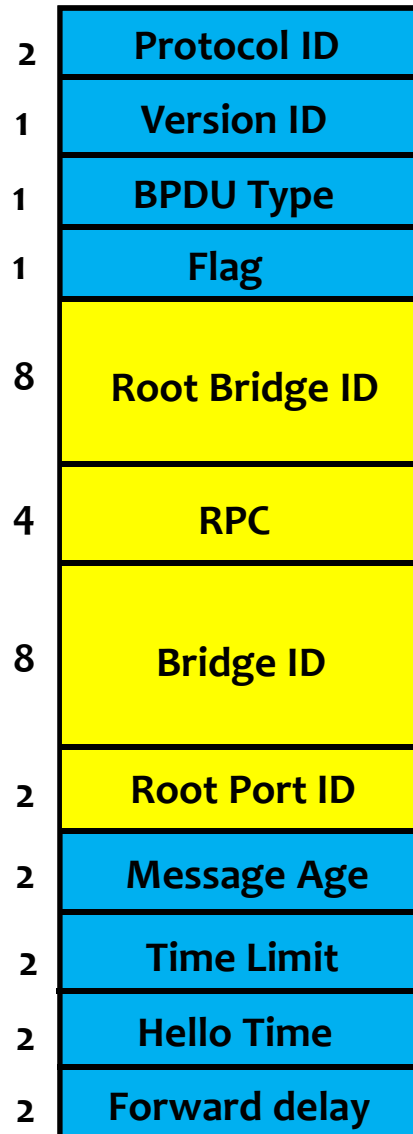 2 Protocol ID
1 Version ID
1 BPDU Type
1 Flag
8 Root Bridge ID
4 RPC
8 Bridge ID
2 Root Port ID
2 Message Age
2 Time Limit
2 Hello Time
2 Forward delay